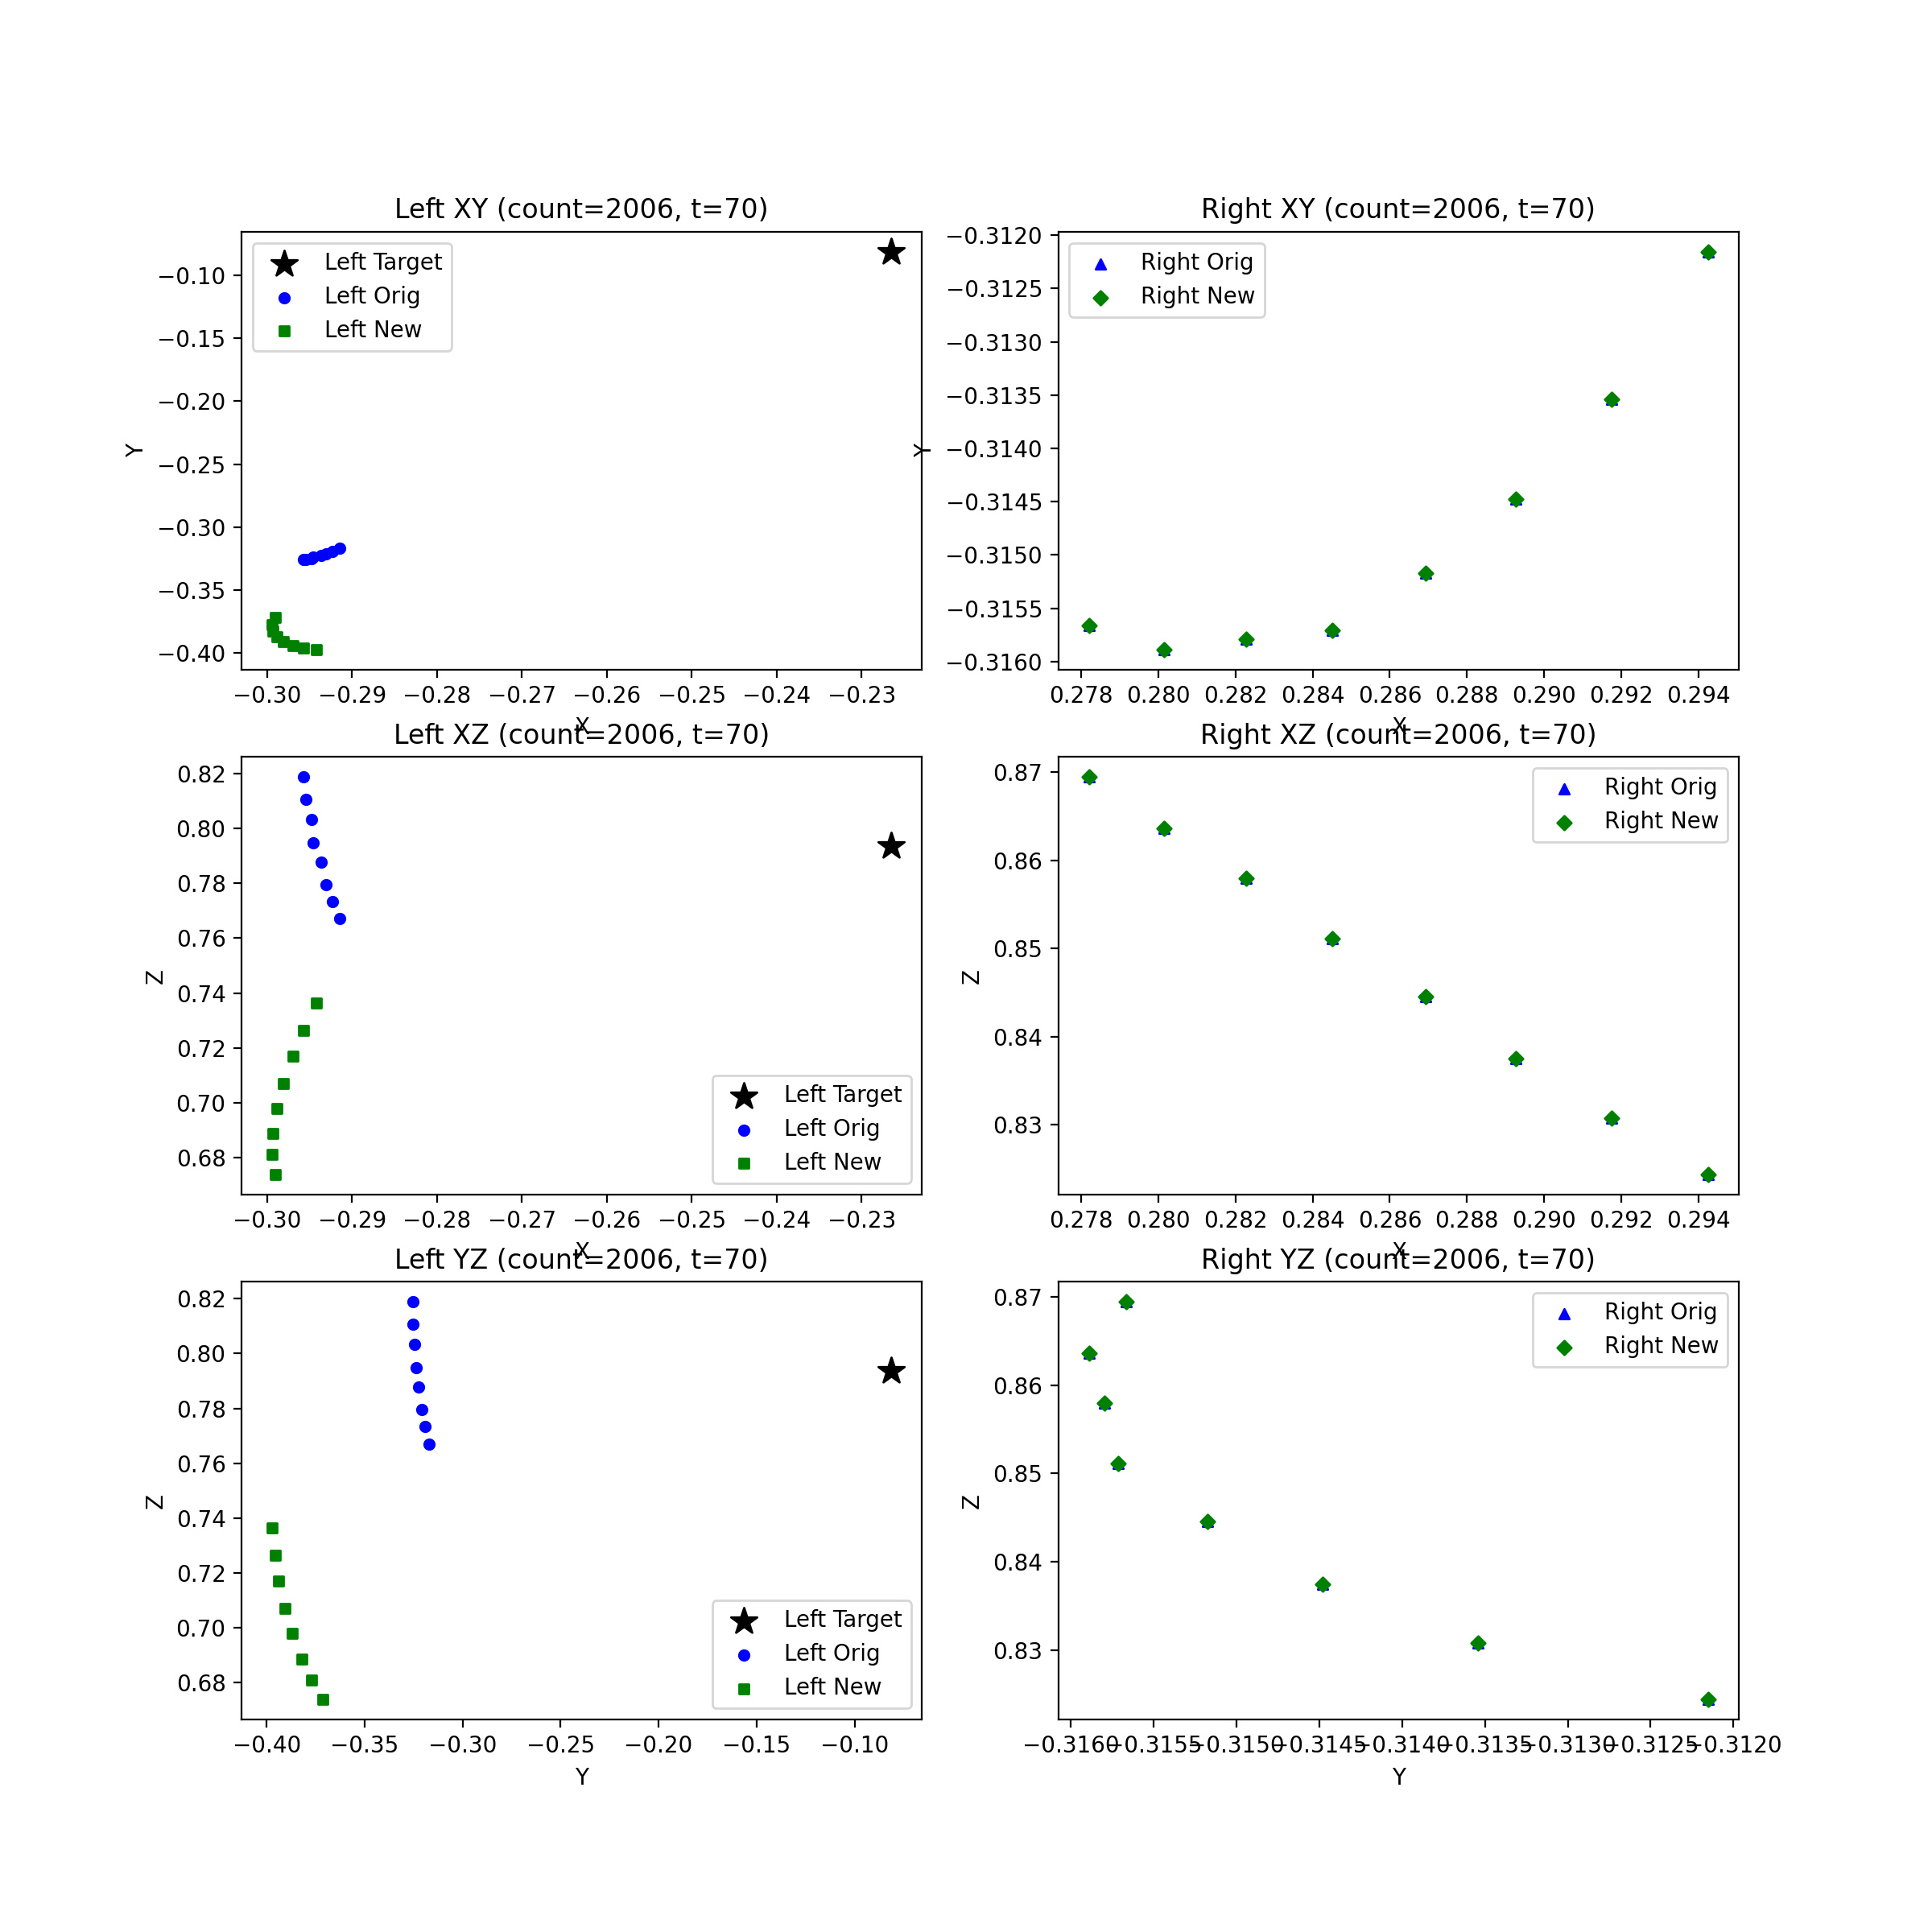 Left XY (count=2006, t=70)
Left Target
Left Orig
Left New
−0.10
−0.15
−0.20
−0.25
−0.30
−0.35
−0.40
Y
−0.30 −0.29 −0.28 −0.27 −0.26 −0.25 −0.24 −0.23
X
Right XY (count=2006, t=70)
Right Orig
Right New
−0.3120
−0.3125
−0.3130
−0.3135
−0.3140
−0.3145
−0.3150
−0.3155
−0.3160
Y
0.278 0.280 0.282 0.284 0.286 0.288 0.290 0.292 0.294
X
Left XZ (count=2006, t=70)
0.82
0.80
0.78
0.76
0.74
0.72
0.70
0.68
Z
Left Target
Left Orig
Left New
−0.30 −0.29 −0.28 −0.27 −0.26 −0.25 −0.24 −0.23
X
Right XZ (count=2006, t=70)
Right Orig
Right New
0.87
0.86
0.85
0.84
0.83
Z
0.278 0.280 0.282 0.284 0.286 0.288 0.290 0.292 0.294
X
Left YZ (count=2006, t=70)
0.82
0.80
0.78
0.76
0.74
0.72
0.70
0.68
Z
Left Target
Left Orig
Left New
−0.40 −0.35 −0.30 −0.25 −0.20 −0.15 −0.10
Y
Right YZ (count=2006, t=70)
Right Orig
Right New
0.87
0.86
0.85
0.84
0.83
Z
−0.3160 −0.3155 −0.3150 −0.3145 −0.3140 −0.3135 −0.3130 −0.3125 −0.3120
Y